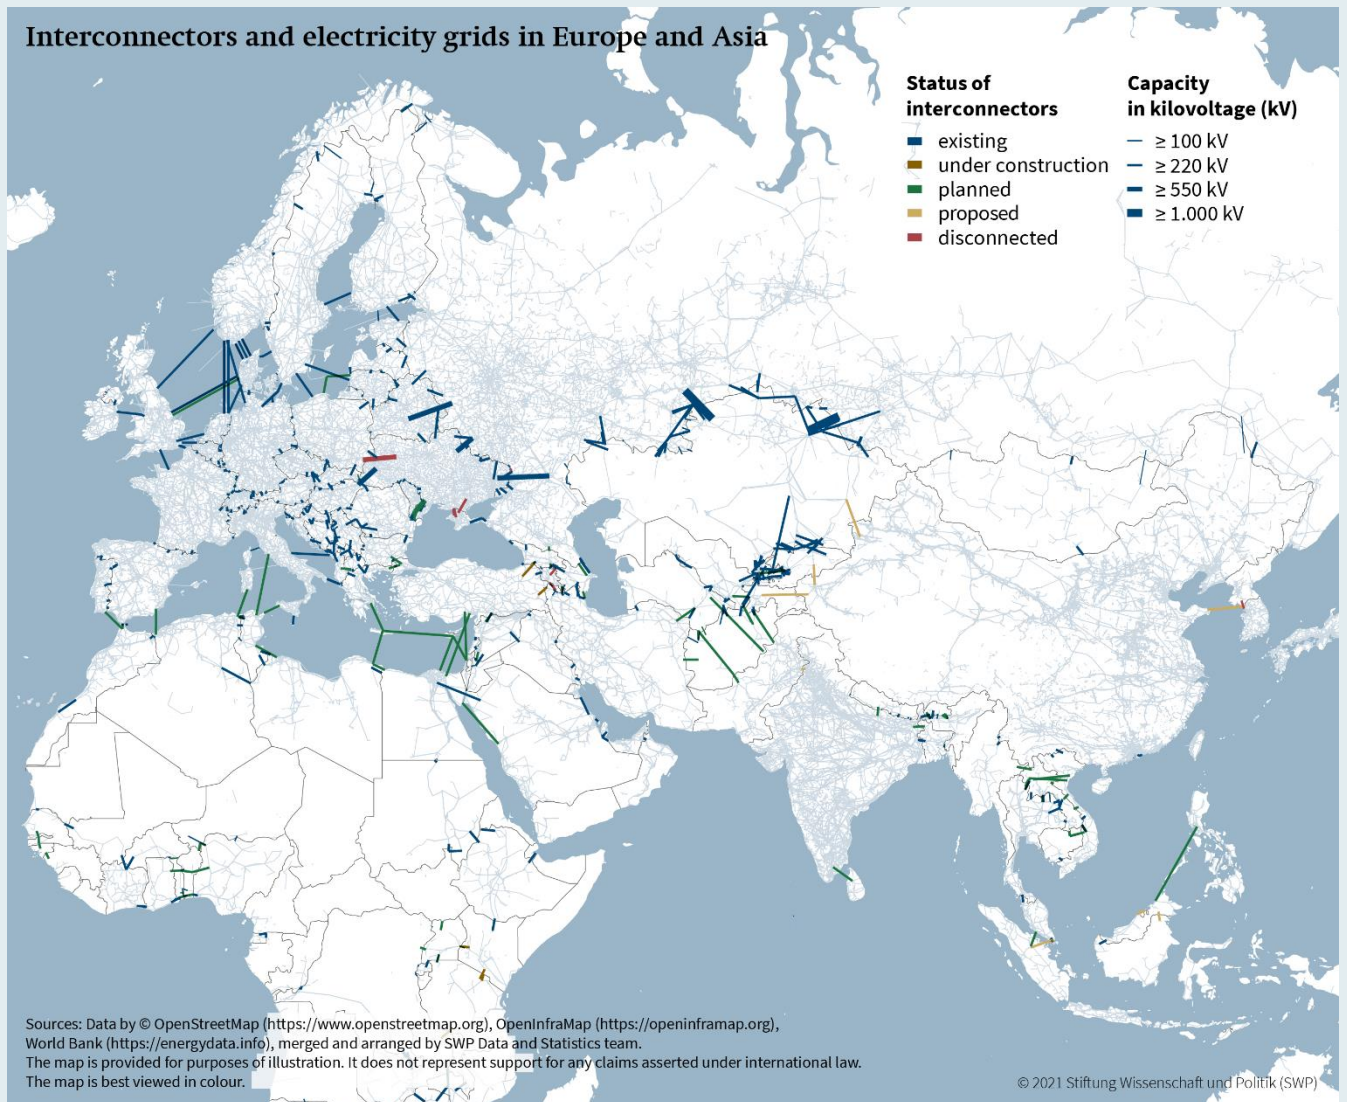 Interconnectors and electricity grids in Europe and Asia
Status of
interconnectors
existing
under construction
planned
proposed
disconnected
Capacity
in kilovoltage (kV)
≥ 100 kV
≥ 220 kV
≥ 550 kV
≥ 1.000 kV
Sources: Data by © OpenStreetMap (https://www.openstreetmap.org), OpenInfraMap (https://openinframap.org),
World Bank (https://energydata.info), merged and arranged by SWP Data and Statistics team.
The map is provided for purposes of illustration. It does not represent support for any claims asserted under international law.
The map is best viewed in colour.
© 2021 Stiftung Wissenschaft und Politik (SWP)